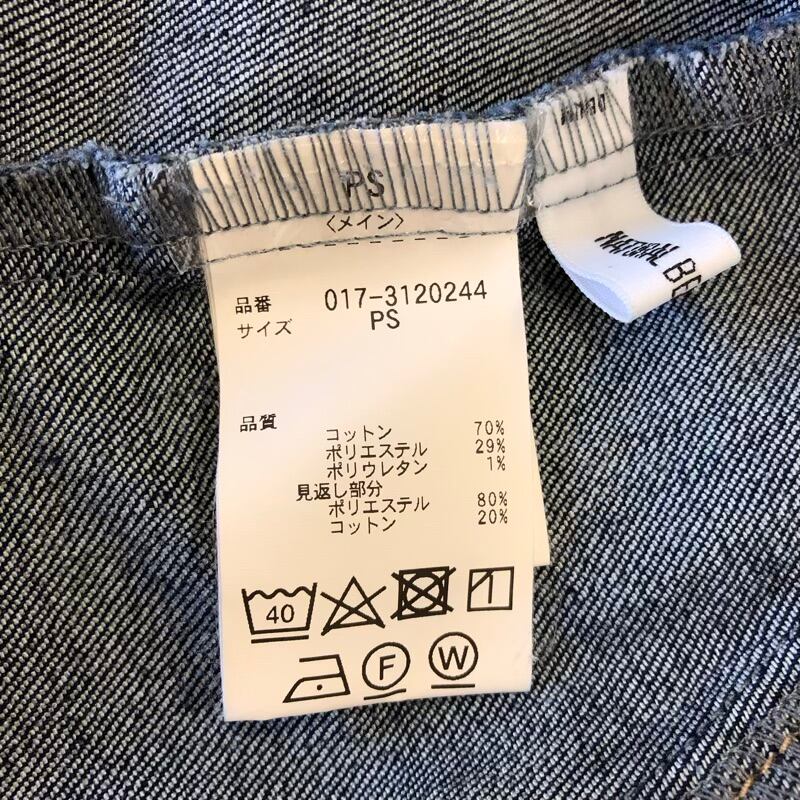 PS
〈メイン〉
品番 017-3120244
サイズ PS
品質
コットン 70%
ポリエステル 29%
ポリウレタン 1%
見返し部分
ポリエステル 80%
コットン 20%
40
F W
NATURAL BE